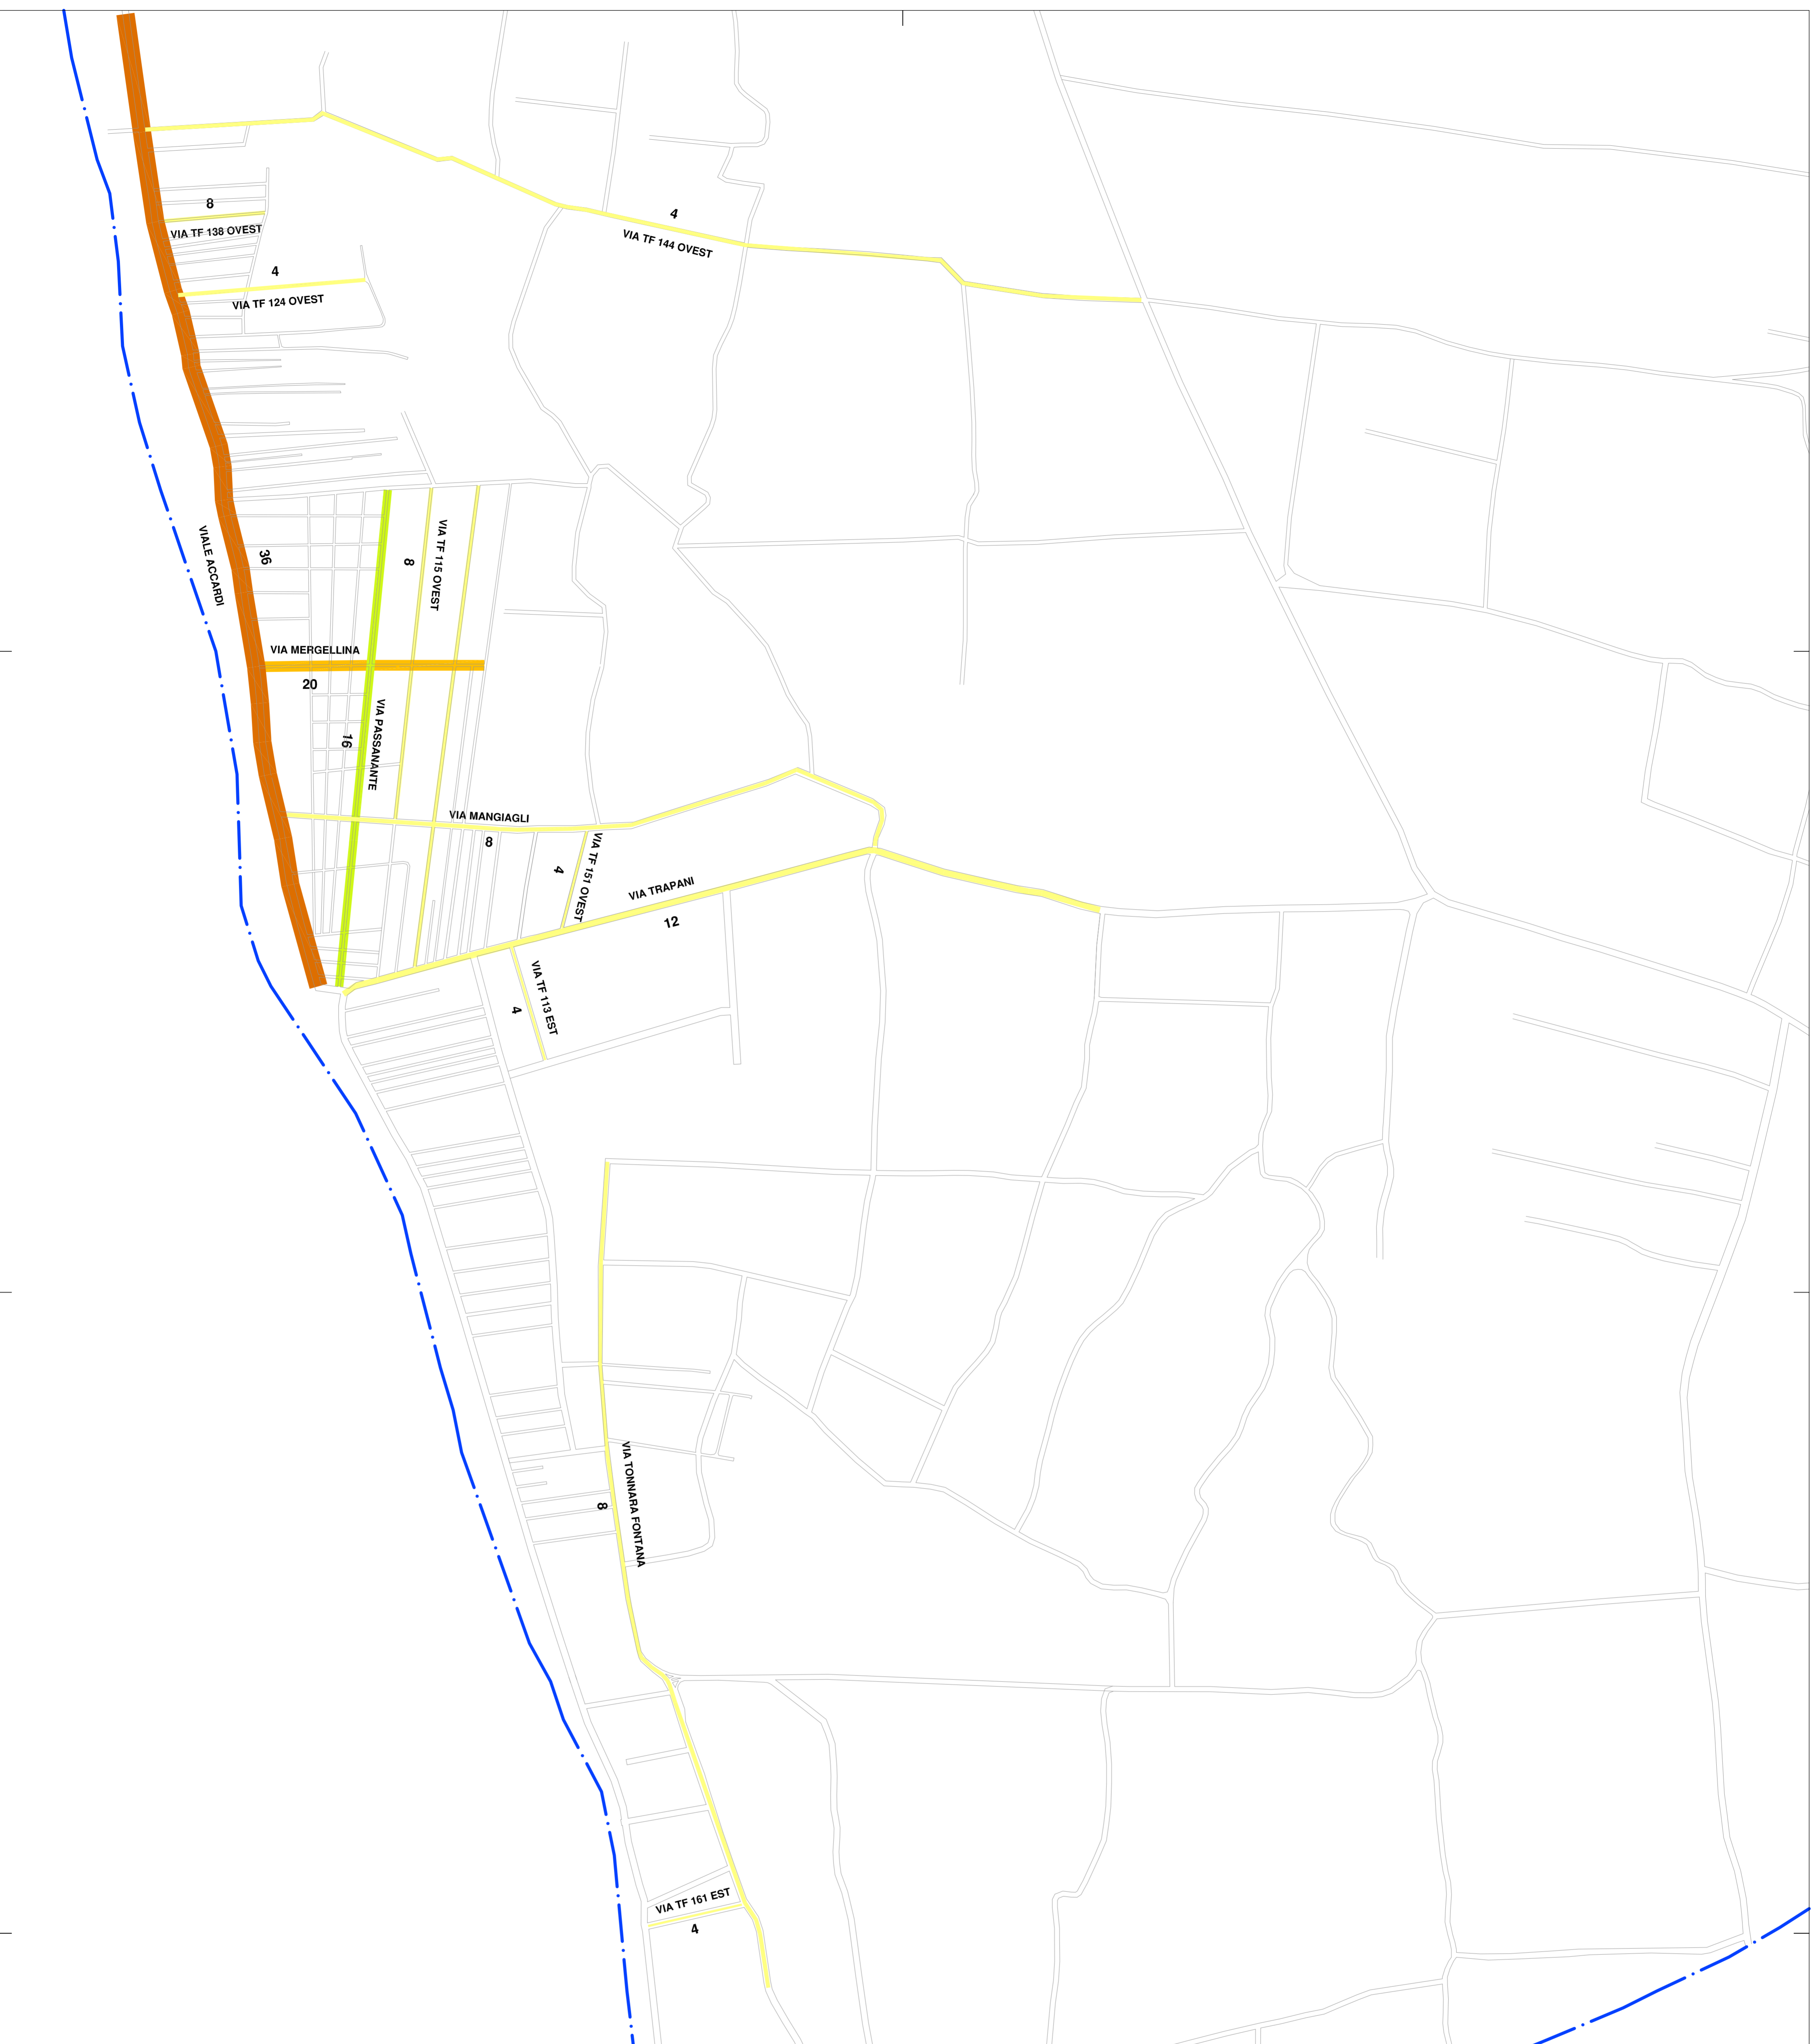 8
VIA TF 138 OVEST
4
VIA TF 144 OVEST
4
VIA TF 124 OVEST
VIALE ACCARDI
36
8
VIA TF 115 OVEST
VIA MERGELLINA
20
16
VIA PASSANANTE
VIA MANGIAGLI
8
4
VIA TF 151 OVEST
VIA TRAPANI
12
4
VIA TF 113 EST
VIA TONNARA FONTANA
8
VIA TF 161 EST
4